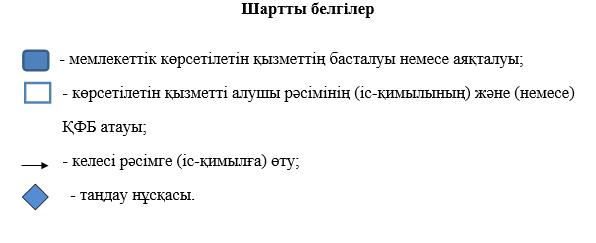 Шартты белгілер
- мемлекеттік көрсетілетін қызметтің басталуы немесе аяқталуы;
- көрсетілетін қызметті алушы рәсімінің (іс-қимылының) және (немесе)
ҚФБ атауы;
- келесі рәсімге (іс-қимылға) өту;
- таңдау нұсқасы.